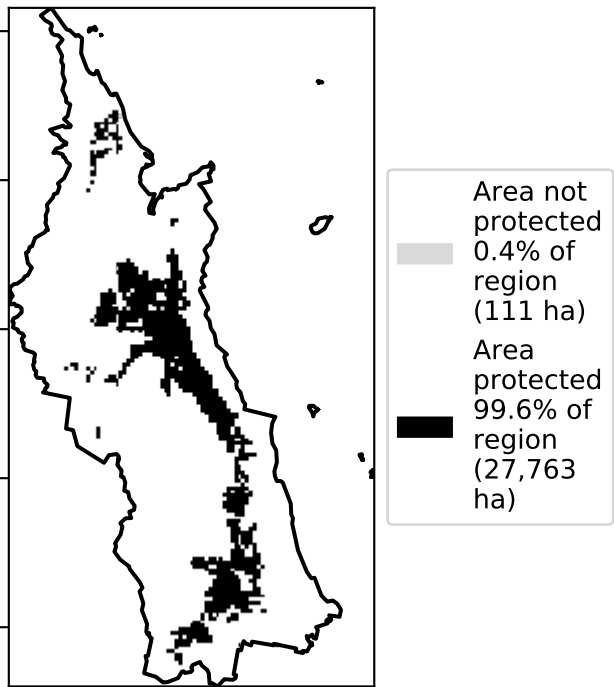 Area not
protected
0.4% of
region
(111 ha)
Area
protected
99.6% of
region
(27,763
ha)